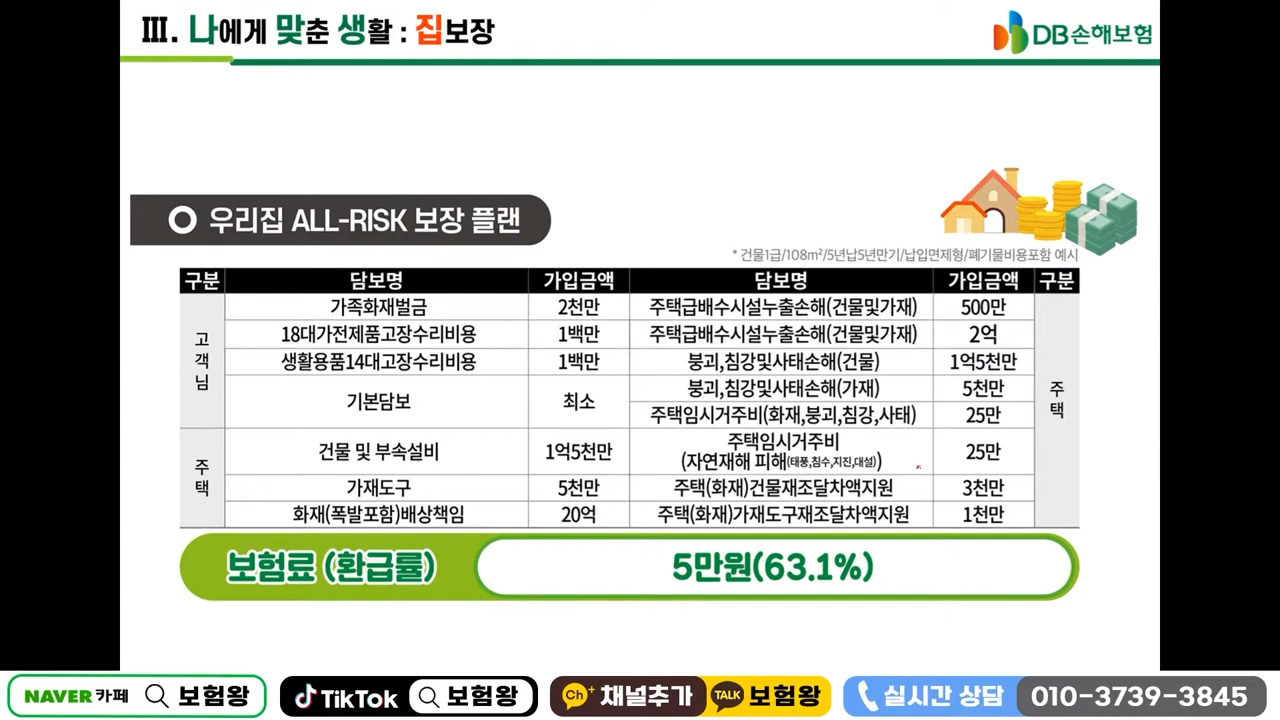 Ⅲ. 나에게 맞춘 생활 : 집보장
DB손해보험
우리집 ALL-RISK 보장 플랜
* 건물1급/108m²/5년납5년만기/납입면제형/폐기물비용포함 예시
구분 담보명 가입금액 담보명 가입금액 구분
고객님 가족화재벌금 2천만 주택급배수시설누출손해(건물및가재) 500만 주택
18대가전제품고장수리비용 1백만 주택급배수시설누출손해(건물및가재) 2억
생활용품14대고장수리비용 1백만 붕괴,침강및사태손해(건물) 1억5천만
기본담보 최소 붕괴,침강및사태손해(가재) 5천만
주택임시거주비(화재,붕괴,침강,사태) 25만
주택 건물 및 부속설비 1억5천만 주택임시거주비 25만
(자연재해 피해(태풍,침수,지진,대설))
가재도구 5천만 주택(화재)건물재조달차액지원 3천만
화재(폭발포함)배상책임 20억 주택(화재)가재도구재조달차액지원 1천만
보험료 (환급률) 5만원(63.1%)
NAVER 카페 보험왕 TikTok 보험왕 Ch+ 채널추가 TALK 보험왕 실시간 상담 010-3739-3845